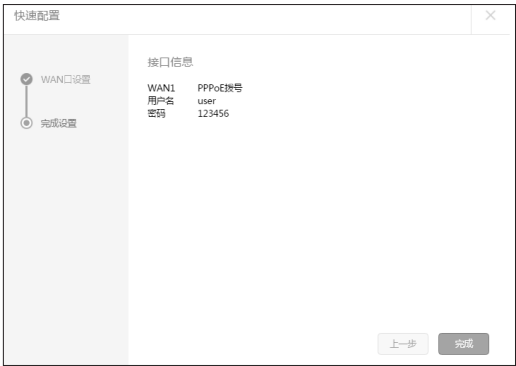 快速配置
WAN口设置
完成设置
接口信息
WAN1 PPPoE拨号
用户名 user
密码 123456
上一步 完成